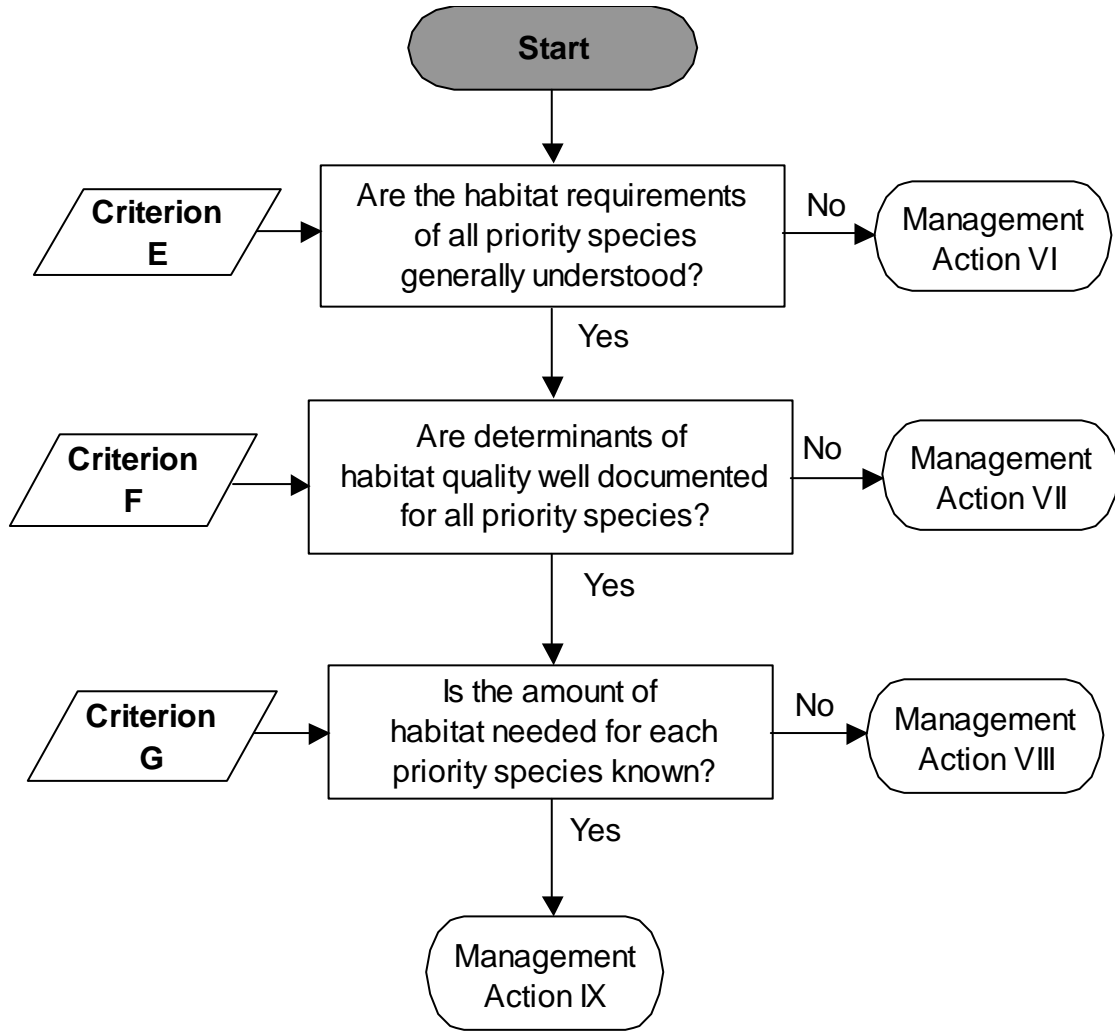 Start
Criterion
E
Are the habitat requirements
of all priority species
generally understood?
No
Management
Action VI
Yes
Criterion
F
Are determinants of
habitat quality well documented
for all priority species?
No
Management
Action VII
Yes
Criterion
G
Is the amount of
habitat needed for each
priority species known?
No
Management
Action VIII
Yes
Management
Action IX